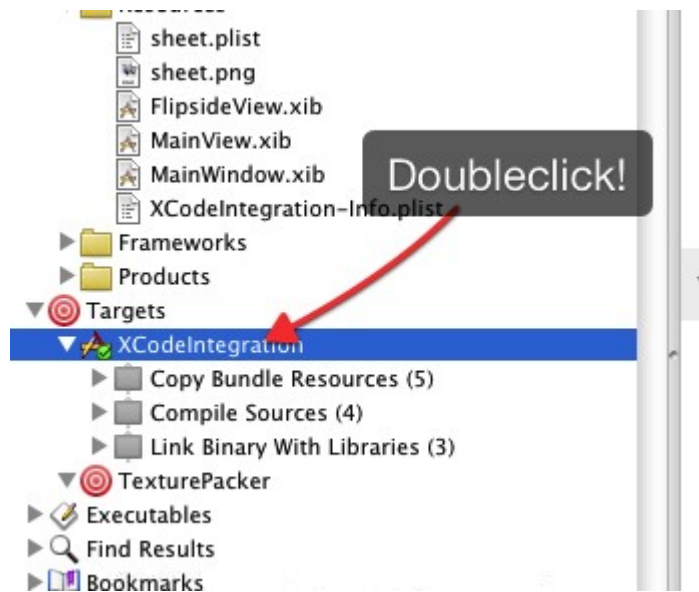 Resources
sheet.plist
sheet.png
FlipsideView.xib
MainView.xib
MainWindow.xib
Doubleclick!
XCodeIntegration-Info.plist
Frameworks
Products
Targets
XCodeIntegration
Copy Bundle Resources (5)
Compile Sources (4)
Link Binary With Libraries (3)
TexturePacker
Executables
Find Results
Bookmarks